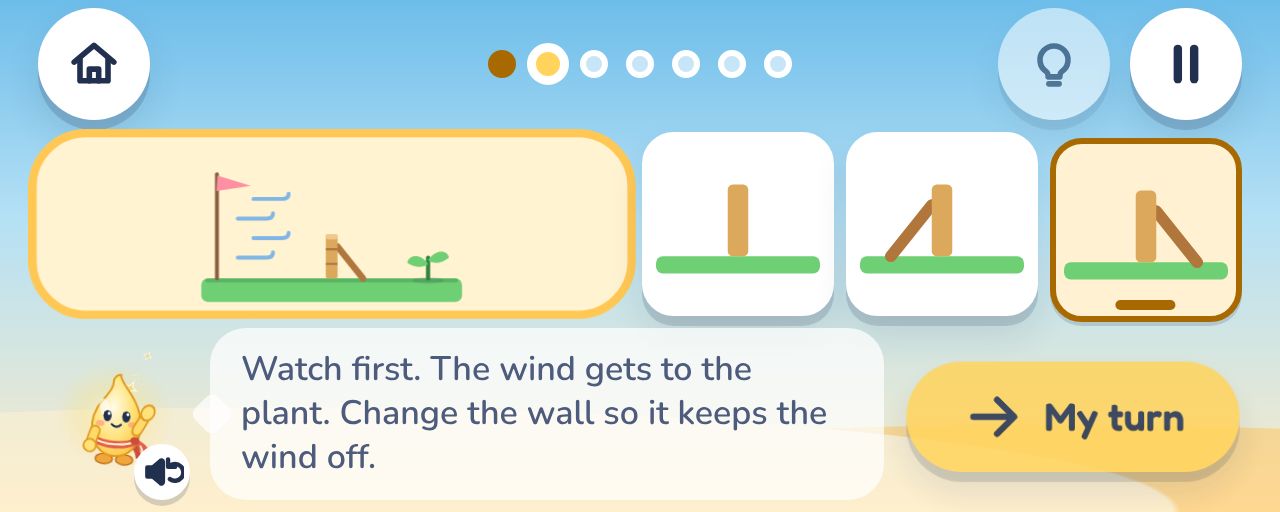 Watch first. The wind gets to the
plant. Change the wall so it keeps the
wind off.
My turn